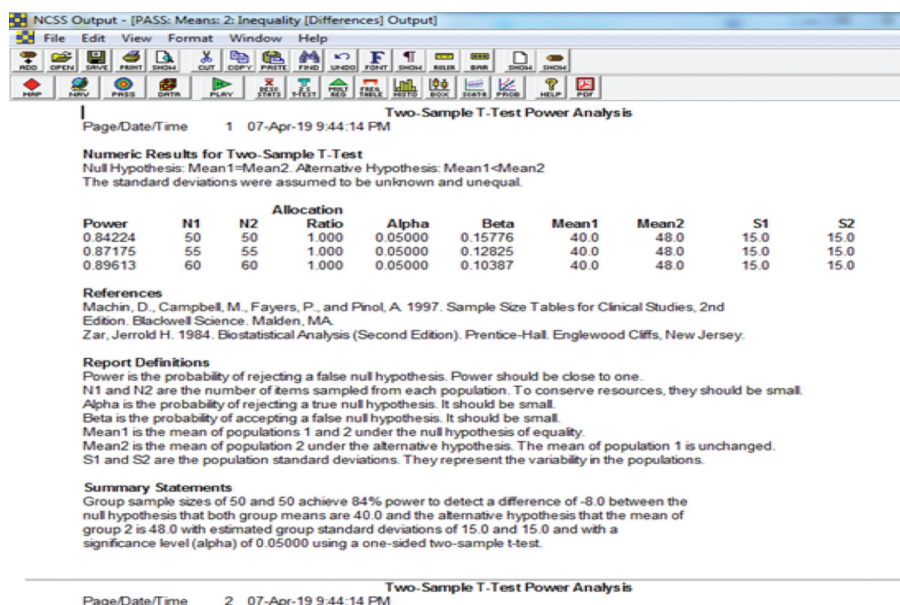 NCSS Output - [PASS: Means: 2: Inequality [Differences] Output]
File Edit View Format Window Help
ADD OPEN SAVE PRINT SHOW CUT COPY PASTE FIND UNDO FONT SHOW RULER BAR SHOW SHOW
MAP NAV PASS DATA PLAY DESC STATS 2 S T-TEST MULT REG FREQ TABLE HISTO BOX SCATR PROB HELP PDF
Two-Sample T-Test Power Analysis
Page/Date/Time 1 07-Apr-19 9:44:14 PM
Numeric Results for Two-Sample T-Test
Null Hypothesis: Mean1=Mean2. Alternative Hypothesis: Mean1<Mean2
The standard deviations were assumed to be unknown and unequal.
Allocation
Power N1 N2 Ratio Alpha Beta Mean1 Mean2 S1 S2
0.84224 50 50 1.000 0.05000 0.15776 40.0 48.0 15.0 15.0
0.87175 55 55 1.000 0.05000 0.12825 40.0 48.0 15.0 15.0
0.89613 60 60 1.000 0.05000 0.10387 40.0 48.0 15.0 15.0
References
Machin, D., Campbell, M., Fayers, P., and Pinol, A. 1997. Sample Size Tables for Clinical Studies, 2nd
Edition. Blackwell Science. Malden, MA.
Zar, Jerrold H. 1984. Biostatistical Analysis (Second Edition). Prentice-Hall. Englewood Cliffs, New Jersey.
Report Definitions
Power is the probability of rejecting a false null hypothesis. Power should be close to one.
N1 and N2 are the number of items sampled from each population. To conserve resources, they should be small.
Alpha is the probability of rejecting a true null hypothesis. It should be small.
Beta is the probability of accepting a false null hypothesis. It should be small.
Mean1 is the mean of populations 1 and 2 under the null hypothesis of equality.
Mean2 is the mean of population 2 under the alternative hypothesis. The mean of population 1 is unchanged.
S1 and S2 are the population standard deviations. They represent the variability in the populations.
Summary Statements
Group sample sizes of 50 and 50 achieve 84% power to detect a difference of -8.0 between the
null hypothesis that both group means are 40.0 and the alternative hypothesis that the mean of
group 2 is 48.0 with estimated group standard deviations of 15.0 and 15.0 and with a
significance level (alpha) of 0.05000 using a one-sided two-sample t-test.
Two-Sample T-Test Power Analysis
Page/Date/Time 2 07-Apr-19 9:44:14 PM